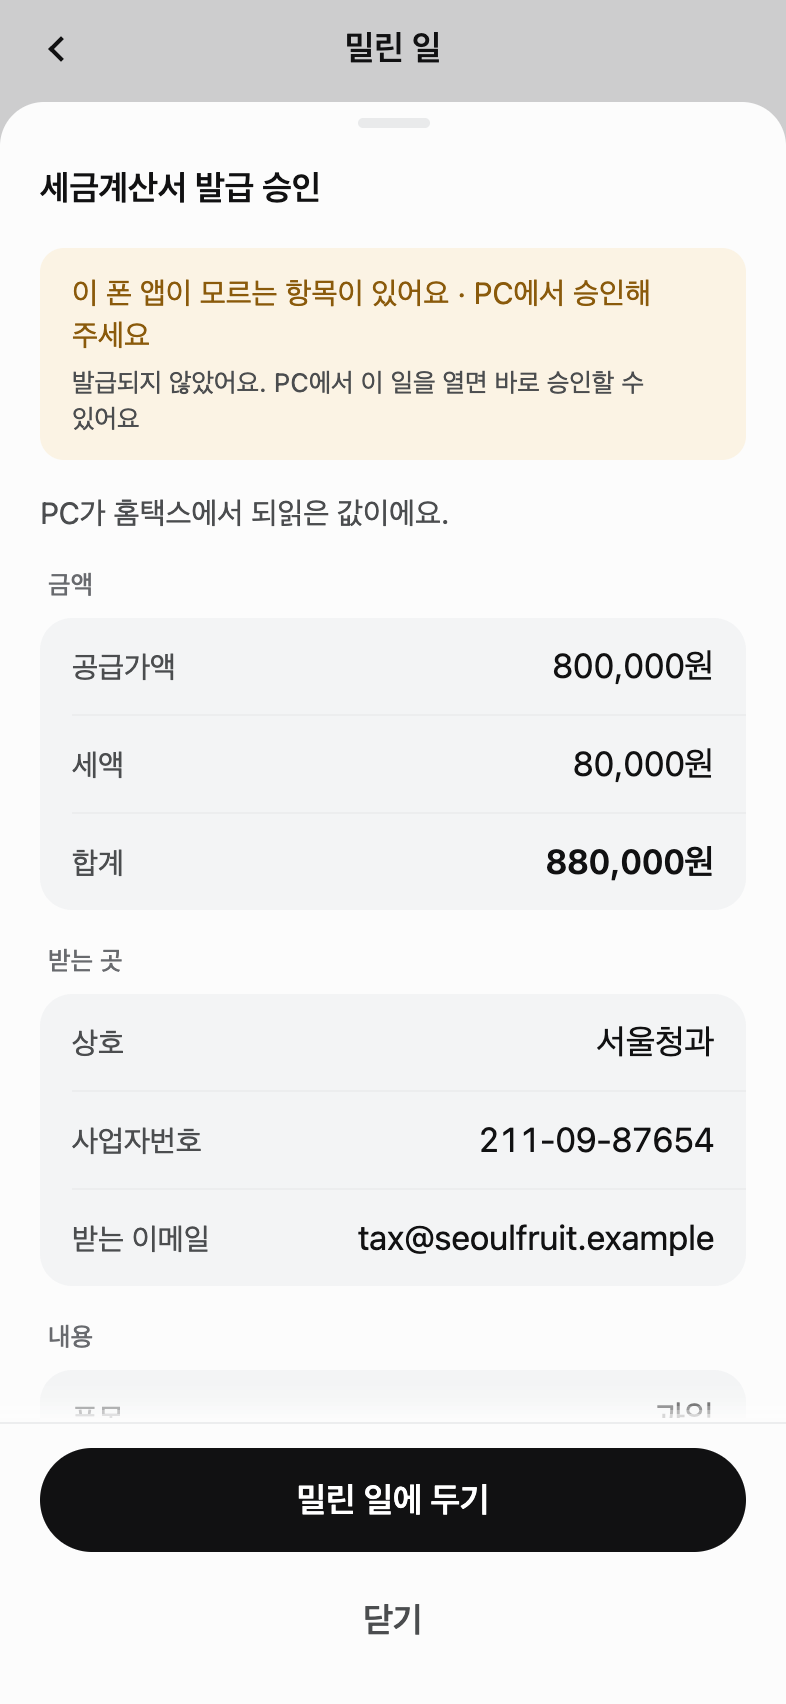 밀린 일
세금계산서 발급 승인
이 폰 앱이 모르는 항목이 있어요 · PC에서 승인해
주세요
발급되지 않았어요. PC에서 이 일을 열면 바로 승인할 수
있어요
PC가 홈택스에서 되읽은 값이에요.
금액
공급가액 800,000원
세액 80,000원
합계 880,000원
받는 곳
상호 서울청과
사업자번호 211-09-87654
받는 이메일 tax@seoulfruit.example
내용
밀린 일에 두기
닫기